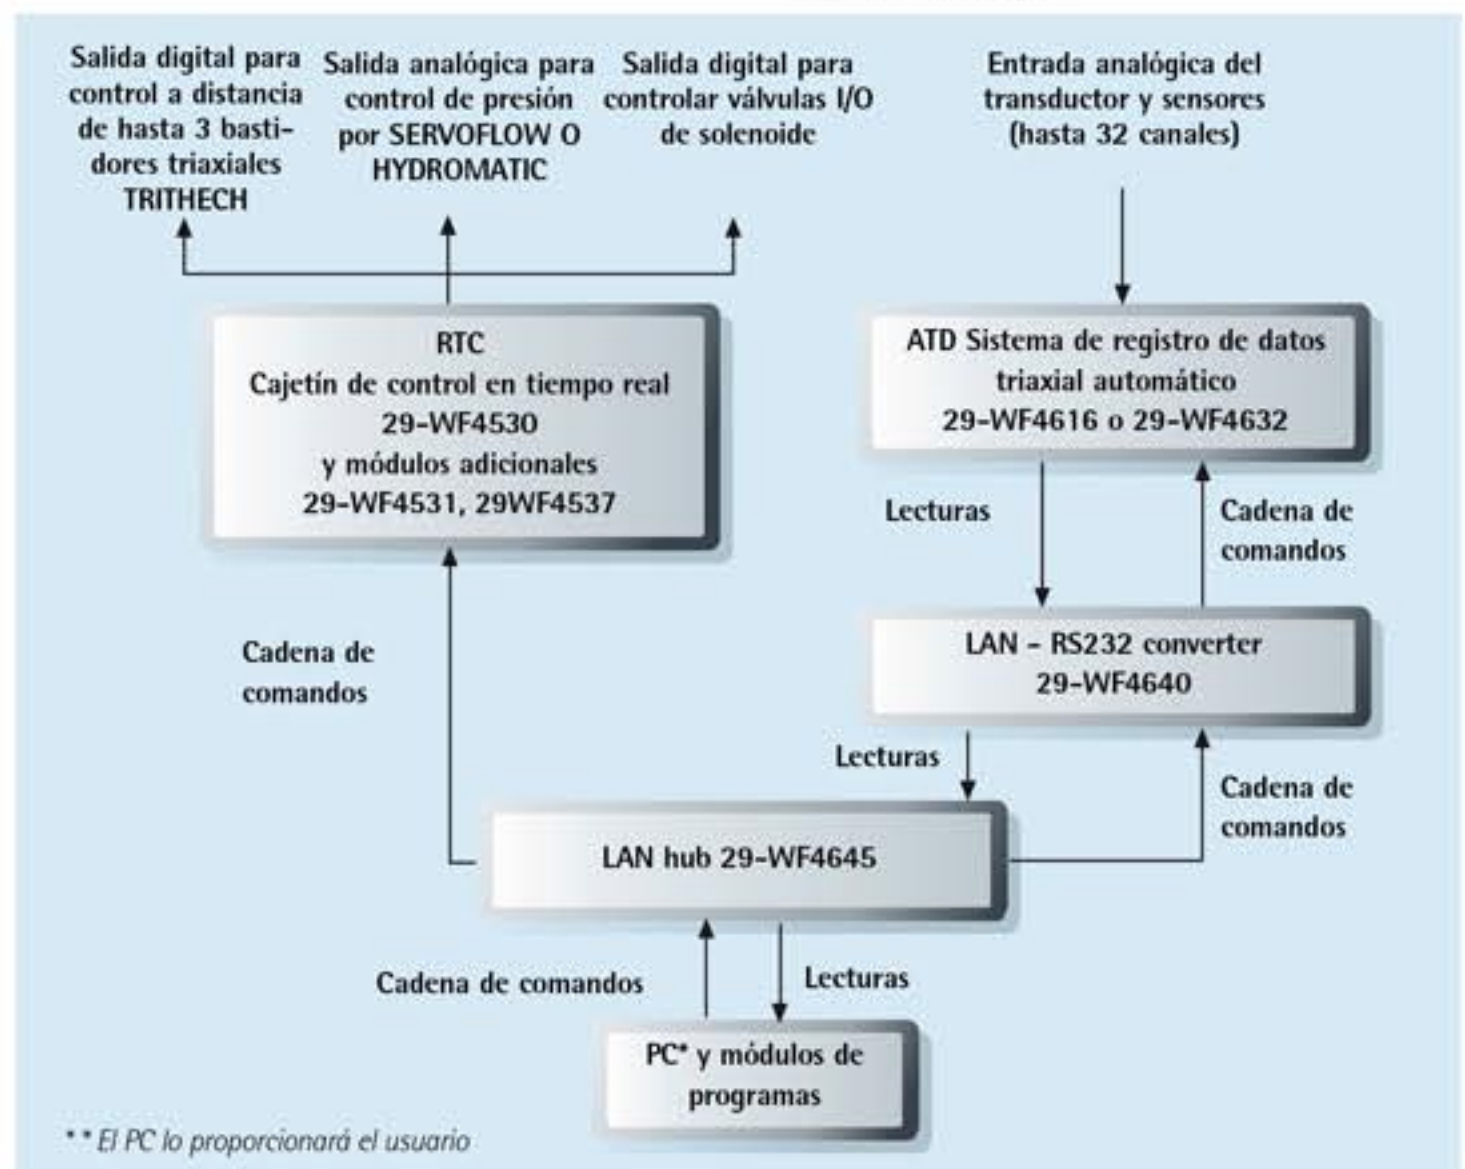 Salida digital para
control a distancia
de hasta 3 basti-
dores triaxiales
TRITHECH
Salida analógica para
control de presión
por SERVOFLOW O
HYDROMATIC
Salida digital para
controlar válvulas I/O
de solenoide
Entrada analógica del
transductor y sensores
(hasta 32 canales)
RTC
Cajetín de control en tiempo real
29-WF4530
y módulos adicionales
29-WF4531, 29WF4537
ATD Sistema de registro de datos
triaxial automático
29-WF4616 o 29-WF4632
Lecturas
Cadena de
comandos
Cadena de
comandos
LAN - RS232 converter
29-WF4640
Lecturas
Cadena de
comandos
LAN hub 29-WF4645
Cadena de comandos
Lecturas
PC* y módulos de
programas
** El PC lo proporcionará el usuario